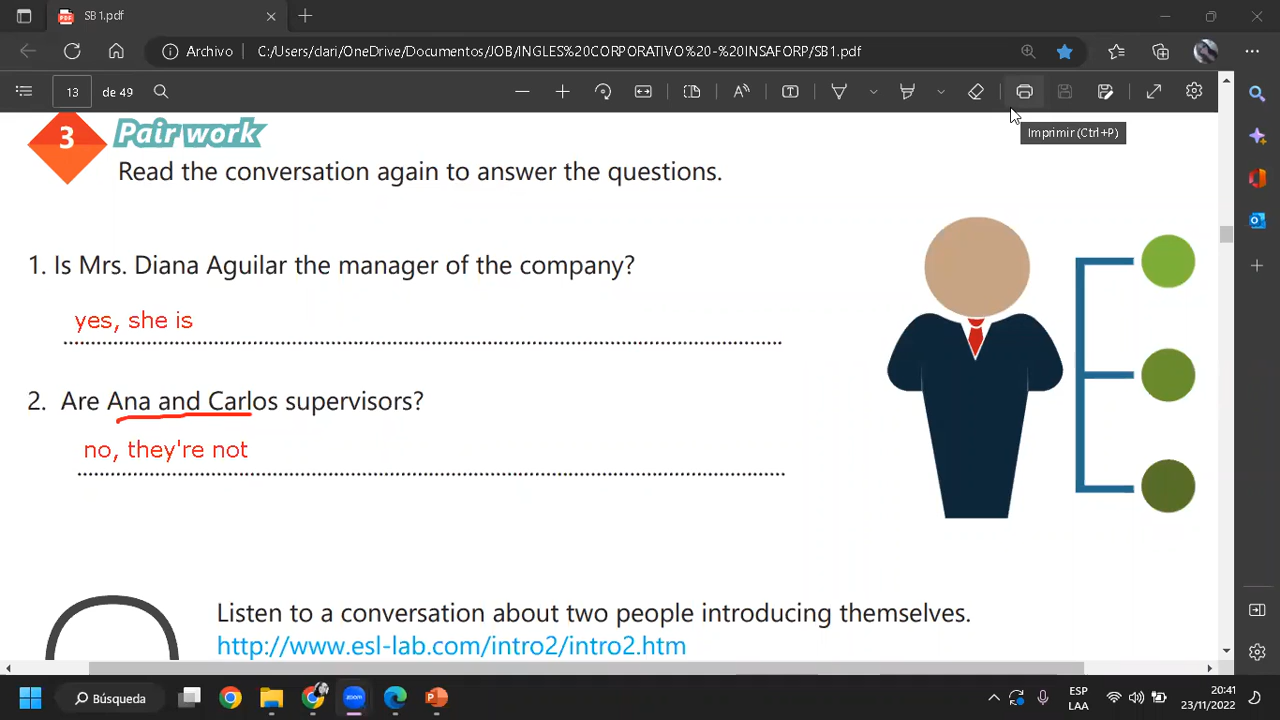 SB1.pdf
Archivo
C:/Users/clari/OneDrive/Documentos/JOB/INGLES%20CORPORATIVO%20-%20INSAFORP/SB1.pdf
13 de 49
Imprimir (Ctrl+P)
3
Pair work
Read the conversation again to answer the questions.
1. Is Mrs. Diana Aguilar the manager of the company?
yes, she is
2. Are Ana and Carlos supervisors?
no, they're not
Listen to a conversation about two people introducing themselves.
http://www.esl-lab.com/intro2/intro2.htm
Búsqueda
zoom
ESP
LAA
20:41
23/11/2022